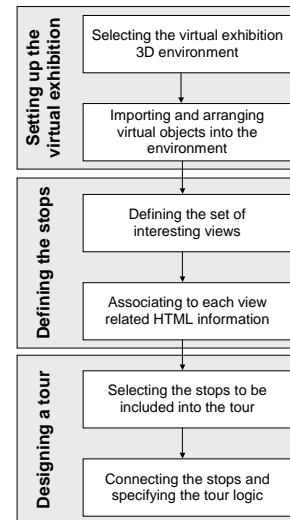 Setting up the
virtual exhibition
Selecting the virtual exhibition
3D environment
Importing and arranging
virtual objects into the
environment
Defining the stops
Defining the set of
interesting views
Associating to each view
related HTML information
Designing a tour
Selecting the stops to be
included into the tour
Connecting the stops and
specifying the tour logic